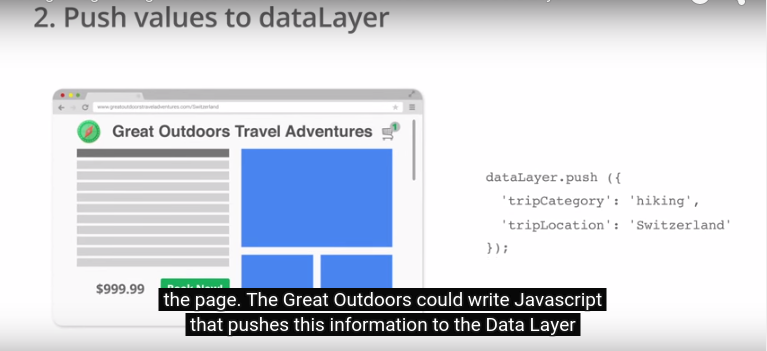 2. Push values to dataLayer
www.greatoutdoorstraveladventures.com/Switzerland
Great Outdoors Travel Adventures
1
dataLayer.push ({
'tripCategory': 'hiking',
'tripLocation': 'Switzerland'
});
$999.99
the page. The Great Outdoors could write Javascript
that pushes this information to the Data Layer